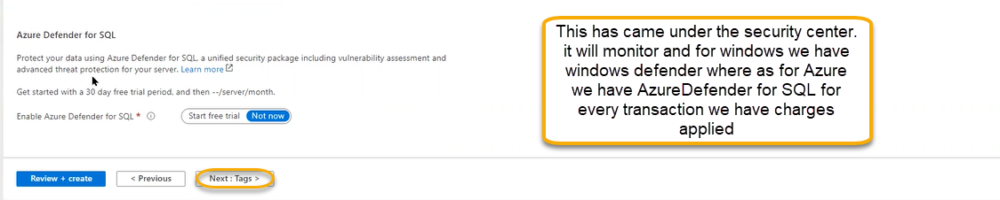 Azure Defender for SQL
Protect your data using Azure Defender for SQL, a unified security package including vulnerability assessment and
advanced threat protection for your server. Learn more
Get started with a 30 day free trial period, and then --/server/month.
Enable Azure Defender for SQL *
Start free trial Not now
Review + create
< Previous
Next : Tags >
This has came under the security center.
it will monitor and for windows we have
windows defender where as for Azure
we have AzureDefender for SQL for
every transaction we have charges
applied